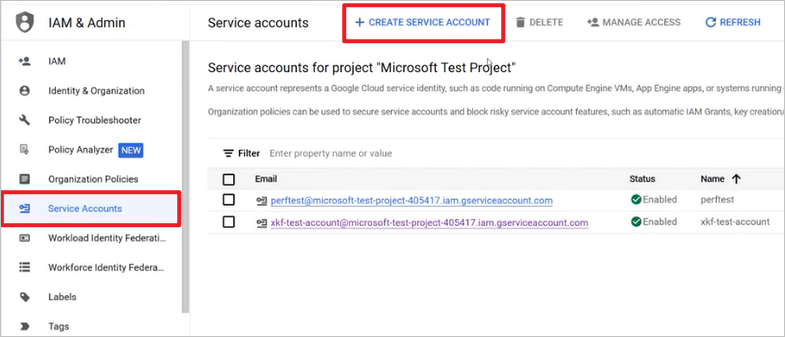 IAM & Admin
Service accounts
+ CREATE SERVICE ACCOUNT
DELETE
MANAGE ACCESS
REFRESH
IAM
Identity & Organization
Policy Troubleshooter
Policy Analyzer NEW
Organization Policies
Service Accounts
Workload Identity Federati...
Workforce Identity Federa...
Labels
Tags
Service accounts for project "Microsoft Test Project"
A service account represents a Google Cloud service identity, such as code running on Compute Engine VMs, App Engine apps, or systems running
Organization policies can be used to secure service accounts and block risky service account features, such as automatic IAM Grants, key creation/
Filter Enter property name or value
Email Status Name
perftest@microsoft-test-project-405417.iam.gserviceaccount.com Enabled perftest
xkf-test-account@microsoft-test-project-405417.iam.gserviceaccount.com Enabled xkf-test-account